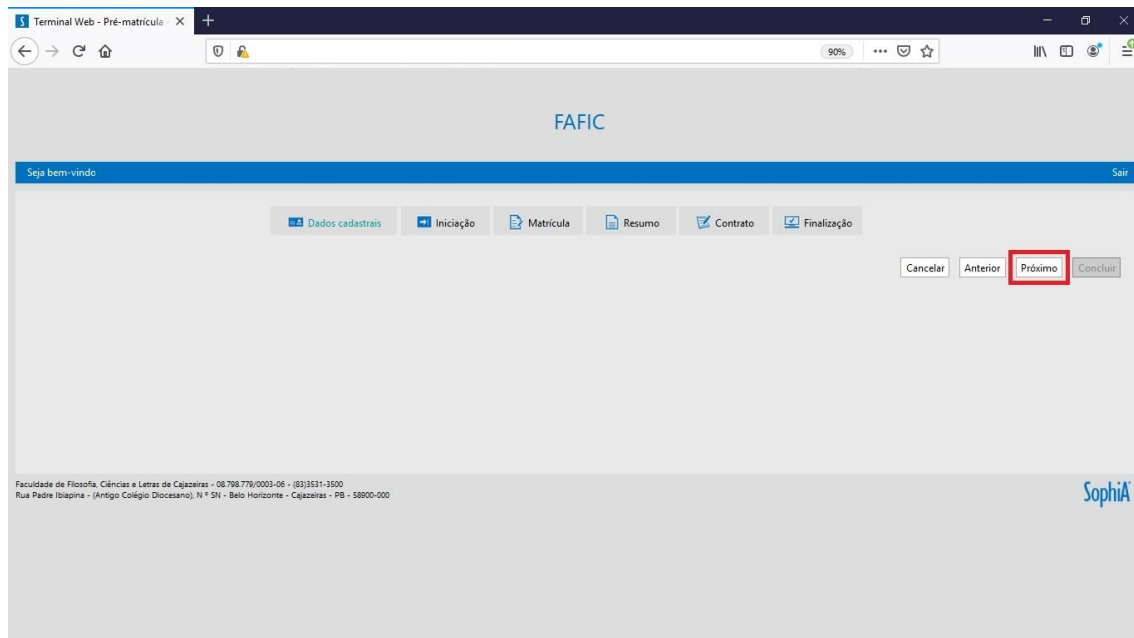 Terminal Web - Pré-matrícula -
90%
FAFIC
Seja bem-vindo
Sair
Dados cadastrais
Iniciação
Matrícula
Resumo
Contrato
Finalização
Cancelar
Anterior
Próximo
Concluir
Faculdade de Filosofia, Ciências e Letras de Cajazeiras - 08.798.779/0003-06 - (83)3531-3500
Rua Padre Ibiapina - (Antigo Colégio Diocesano), N º SN - Belo Horizonte - Cajazeiras - PB - 58900-000
SophiA